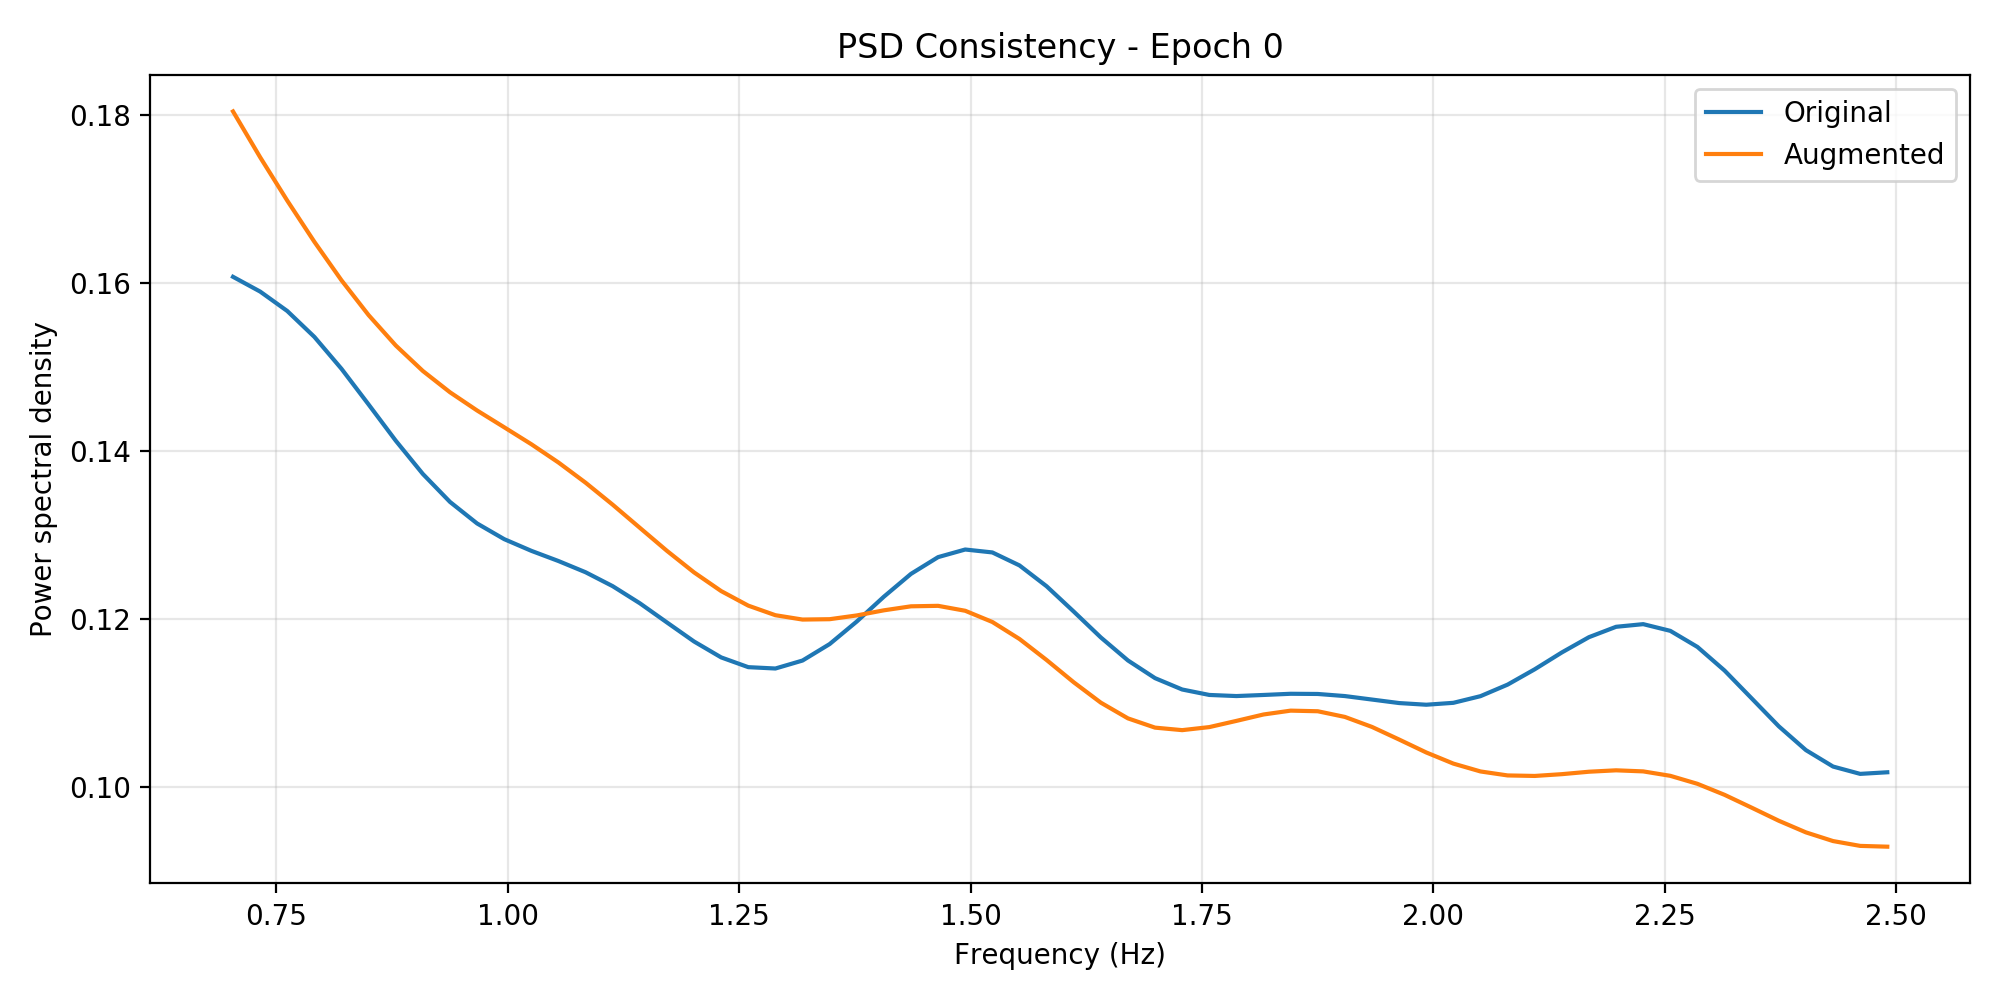 PSD Consistency - Epoch 0
Original
Augmented
Power spectral density
0.18
0.16
0.14
0.12
0.10
0.75
1.00
1.25
1.50
1.75
2.00
2.25
2.50
Frequency (Hz)